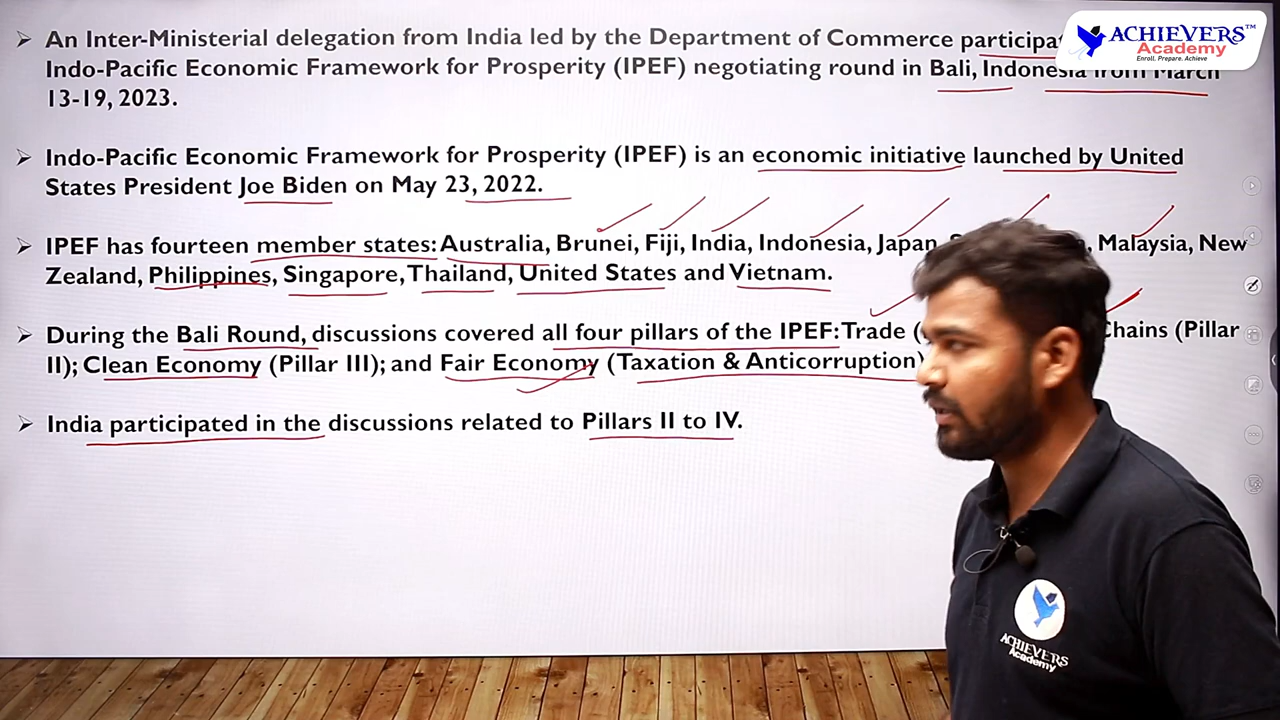 An Inter-Ministerial delegation from India led by the Department of Commerce
Indo-Pacific Economic Framework for Prosperity (IPEF) negotiating round in Bali, Indonesia from March
13-19, 2023.
Indo-Pacific Economic Framework for Prosperity (IPEF) is an economic initiative launched by United
States President Joe Biden on May 23, 2022.
IPEF has fourteen member states: Australia, Brunei, Fiji, India, Indonesia, Japan, Malaysia, New
Zealand, Philippines, Singapore, Thailand, United States and Vietnam.
During the Bali Round, discussions covered all four pillars of the IPEF: Trade ( Chains (Pillar
II); Clean Economy (Pillar III); and Fair Economy (Taxation & Anticorruption)
India participated in the discussions related to Pillars II to IV.
ACHIEVERS™
Academy
Enroll. Prepare. Achieve
ACHIEVERS
Academy